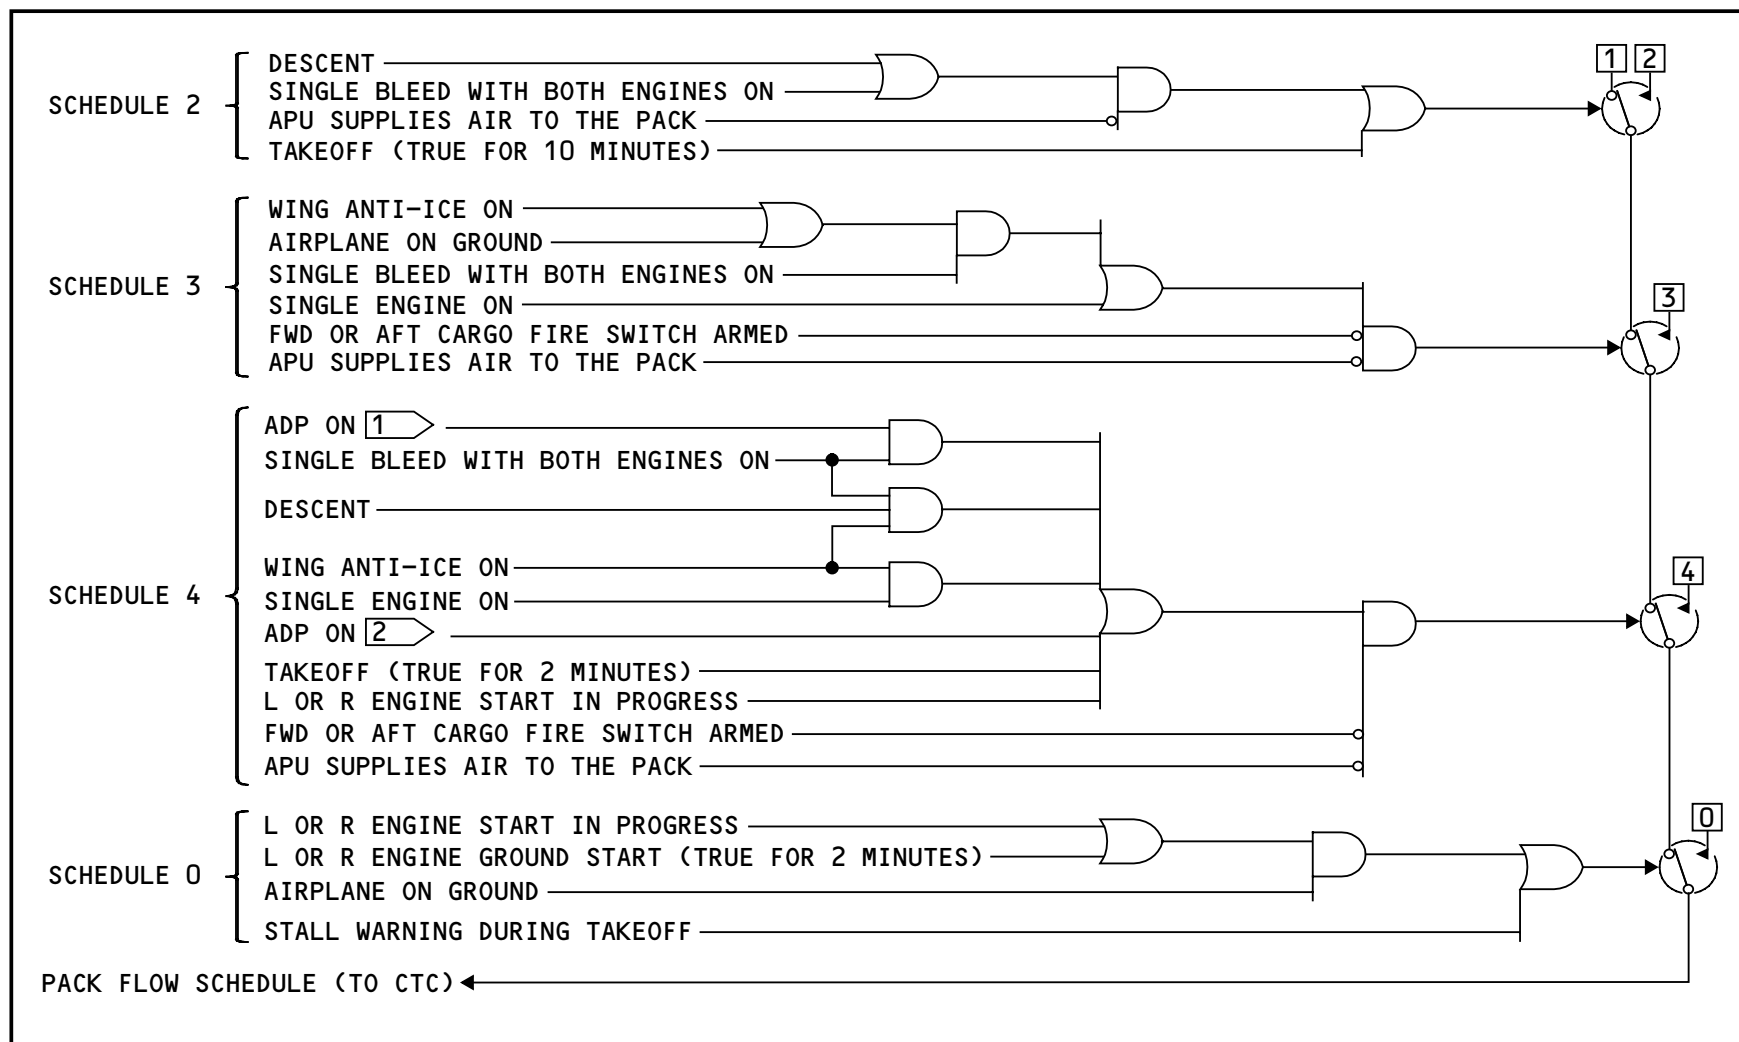 1 2
DESCENT
SINGLE BLEED WITH BOTH ENGINES ON
SCHEDULE 2
APU SUPPLIES AIR TO THE PACK
TAKEOFF (TRUE FOR 10 MINUTES)
WING ANTI-ICE ON
AIRPLANE ON GROUND
SINGLE BLEED WITH BOTH ENGINES ON
SCHEDULE 3
3
SINGLE ENGINE ON
FWD OR AFT CARGO FIRE SWITCH ARMED
APU SUPPLIES AIR TO THE PACK
ADP ON 1
SINGLE BLEED WITH BOTH ENGINES ON
DESCENT
WING ANTI-ICE ON
4
SCHEDULE 4
SINGLE ENGINE ON
ADP ON 2
TAKEOFF (TRUE FOR 2 MINUTES)
L OR R ENGINE START IN PROGRESS
FWD OR AFT CARGO FIRE SWITCH ARMED
APU SUPPLIES AIR TO THE PACK
0
L OR R ENGINE START IN PROGRESS
L OR R ENGINE GROUND START (TRUE FOR 2 MINUTES)
SCHEDULE 0
AIRPLANE ON GROUND
STALL WARNING DURING TAKEOFF
PACK FLOW SCHEDULE (TO CTC)